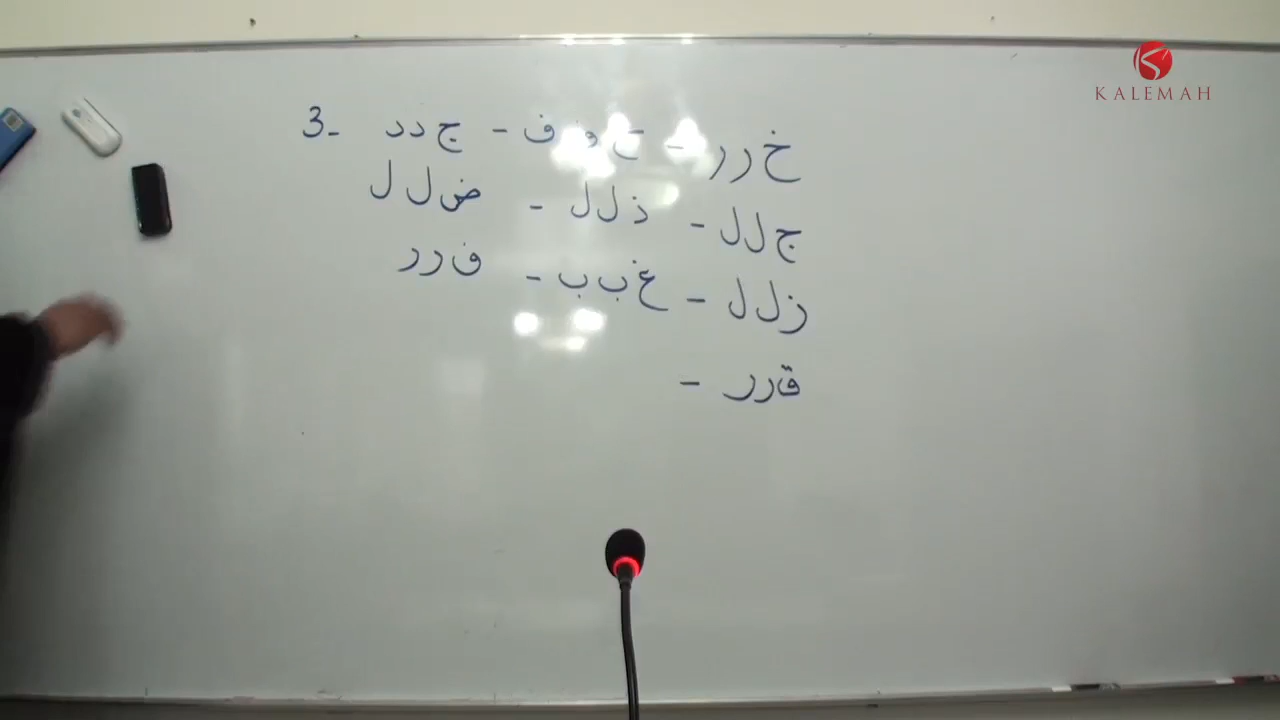 KALEMAH
3- ج د د - خ و ف - خ ر ر
ض ل ل - ذ ل ل - ج ل ل
ف ر ر - غ ب ب - ز ل ل
ق ر ر -